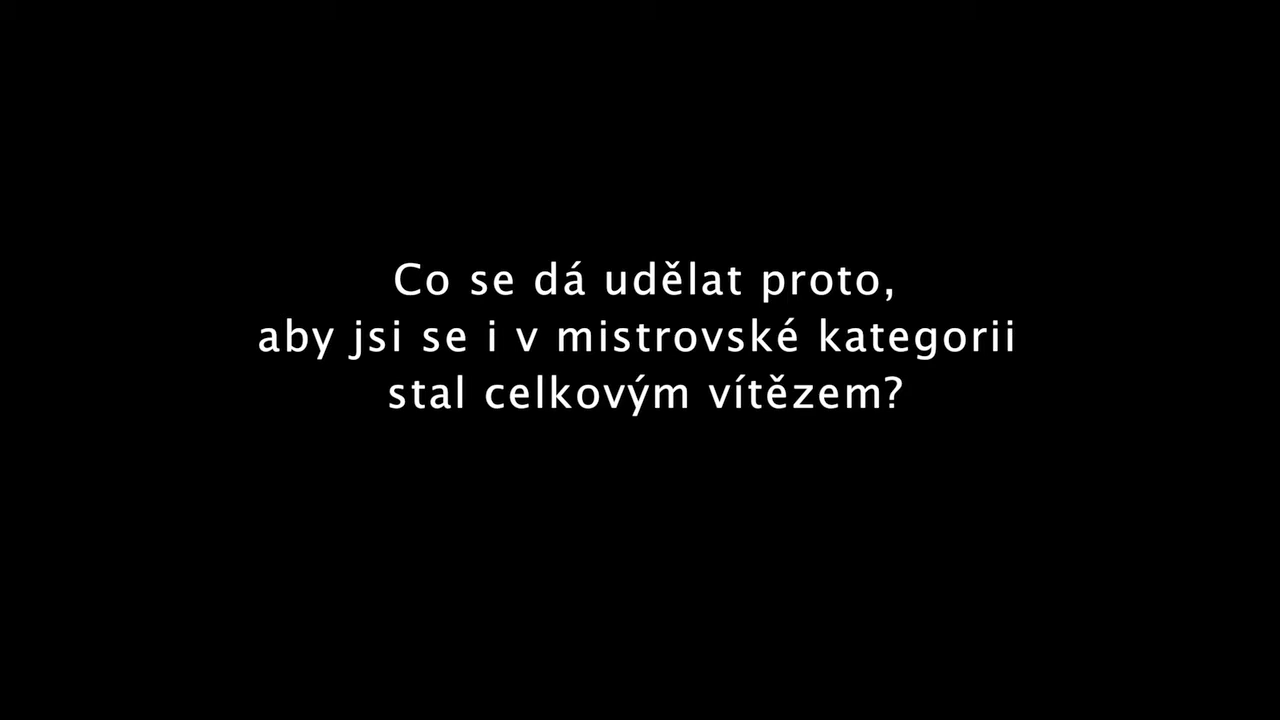 Co se dá udělat proto,
aby jsi se i v mistrovské kategorii
stal celkovým vítězem?